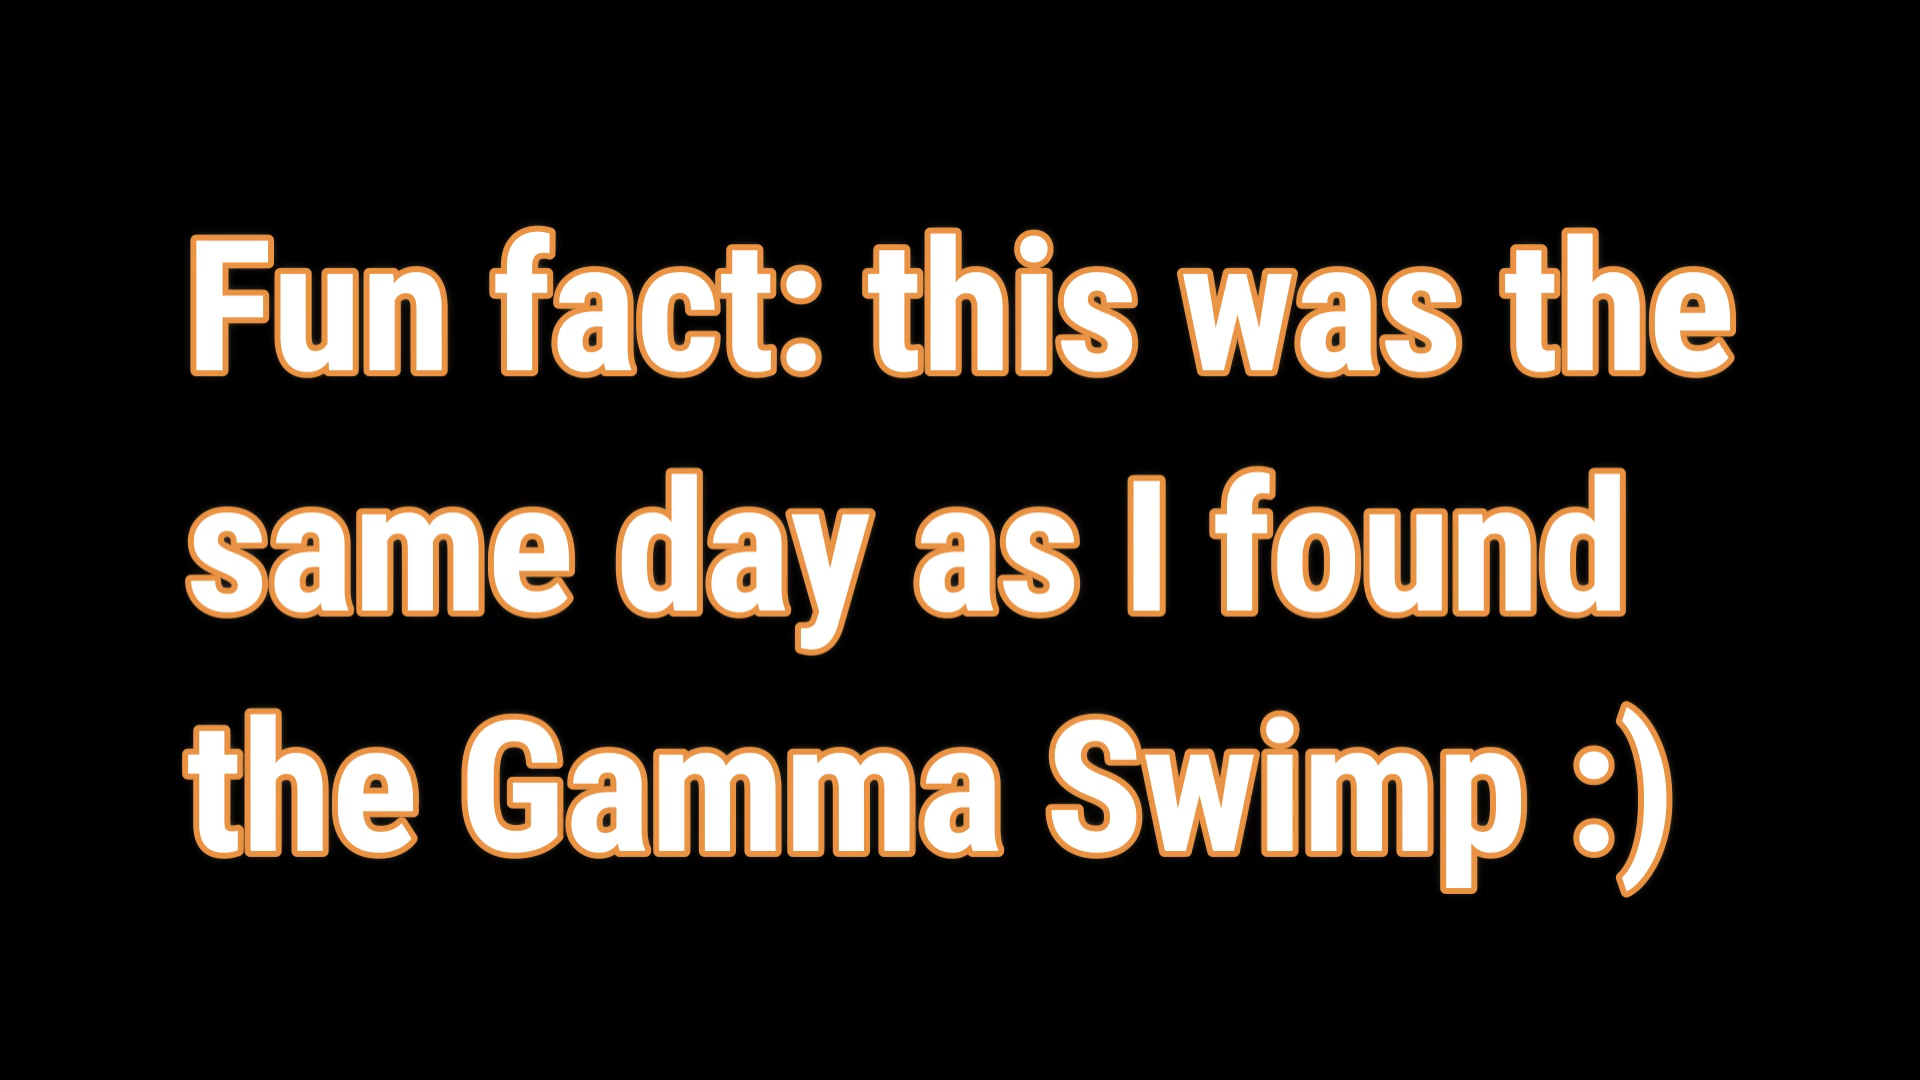 Fun fact: this was the
same day as I found
the Gamma Swimp :)